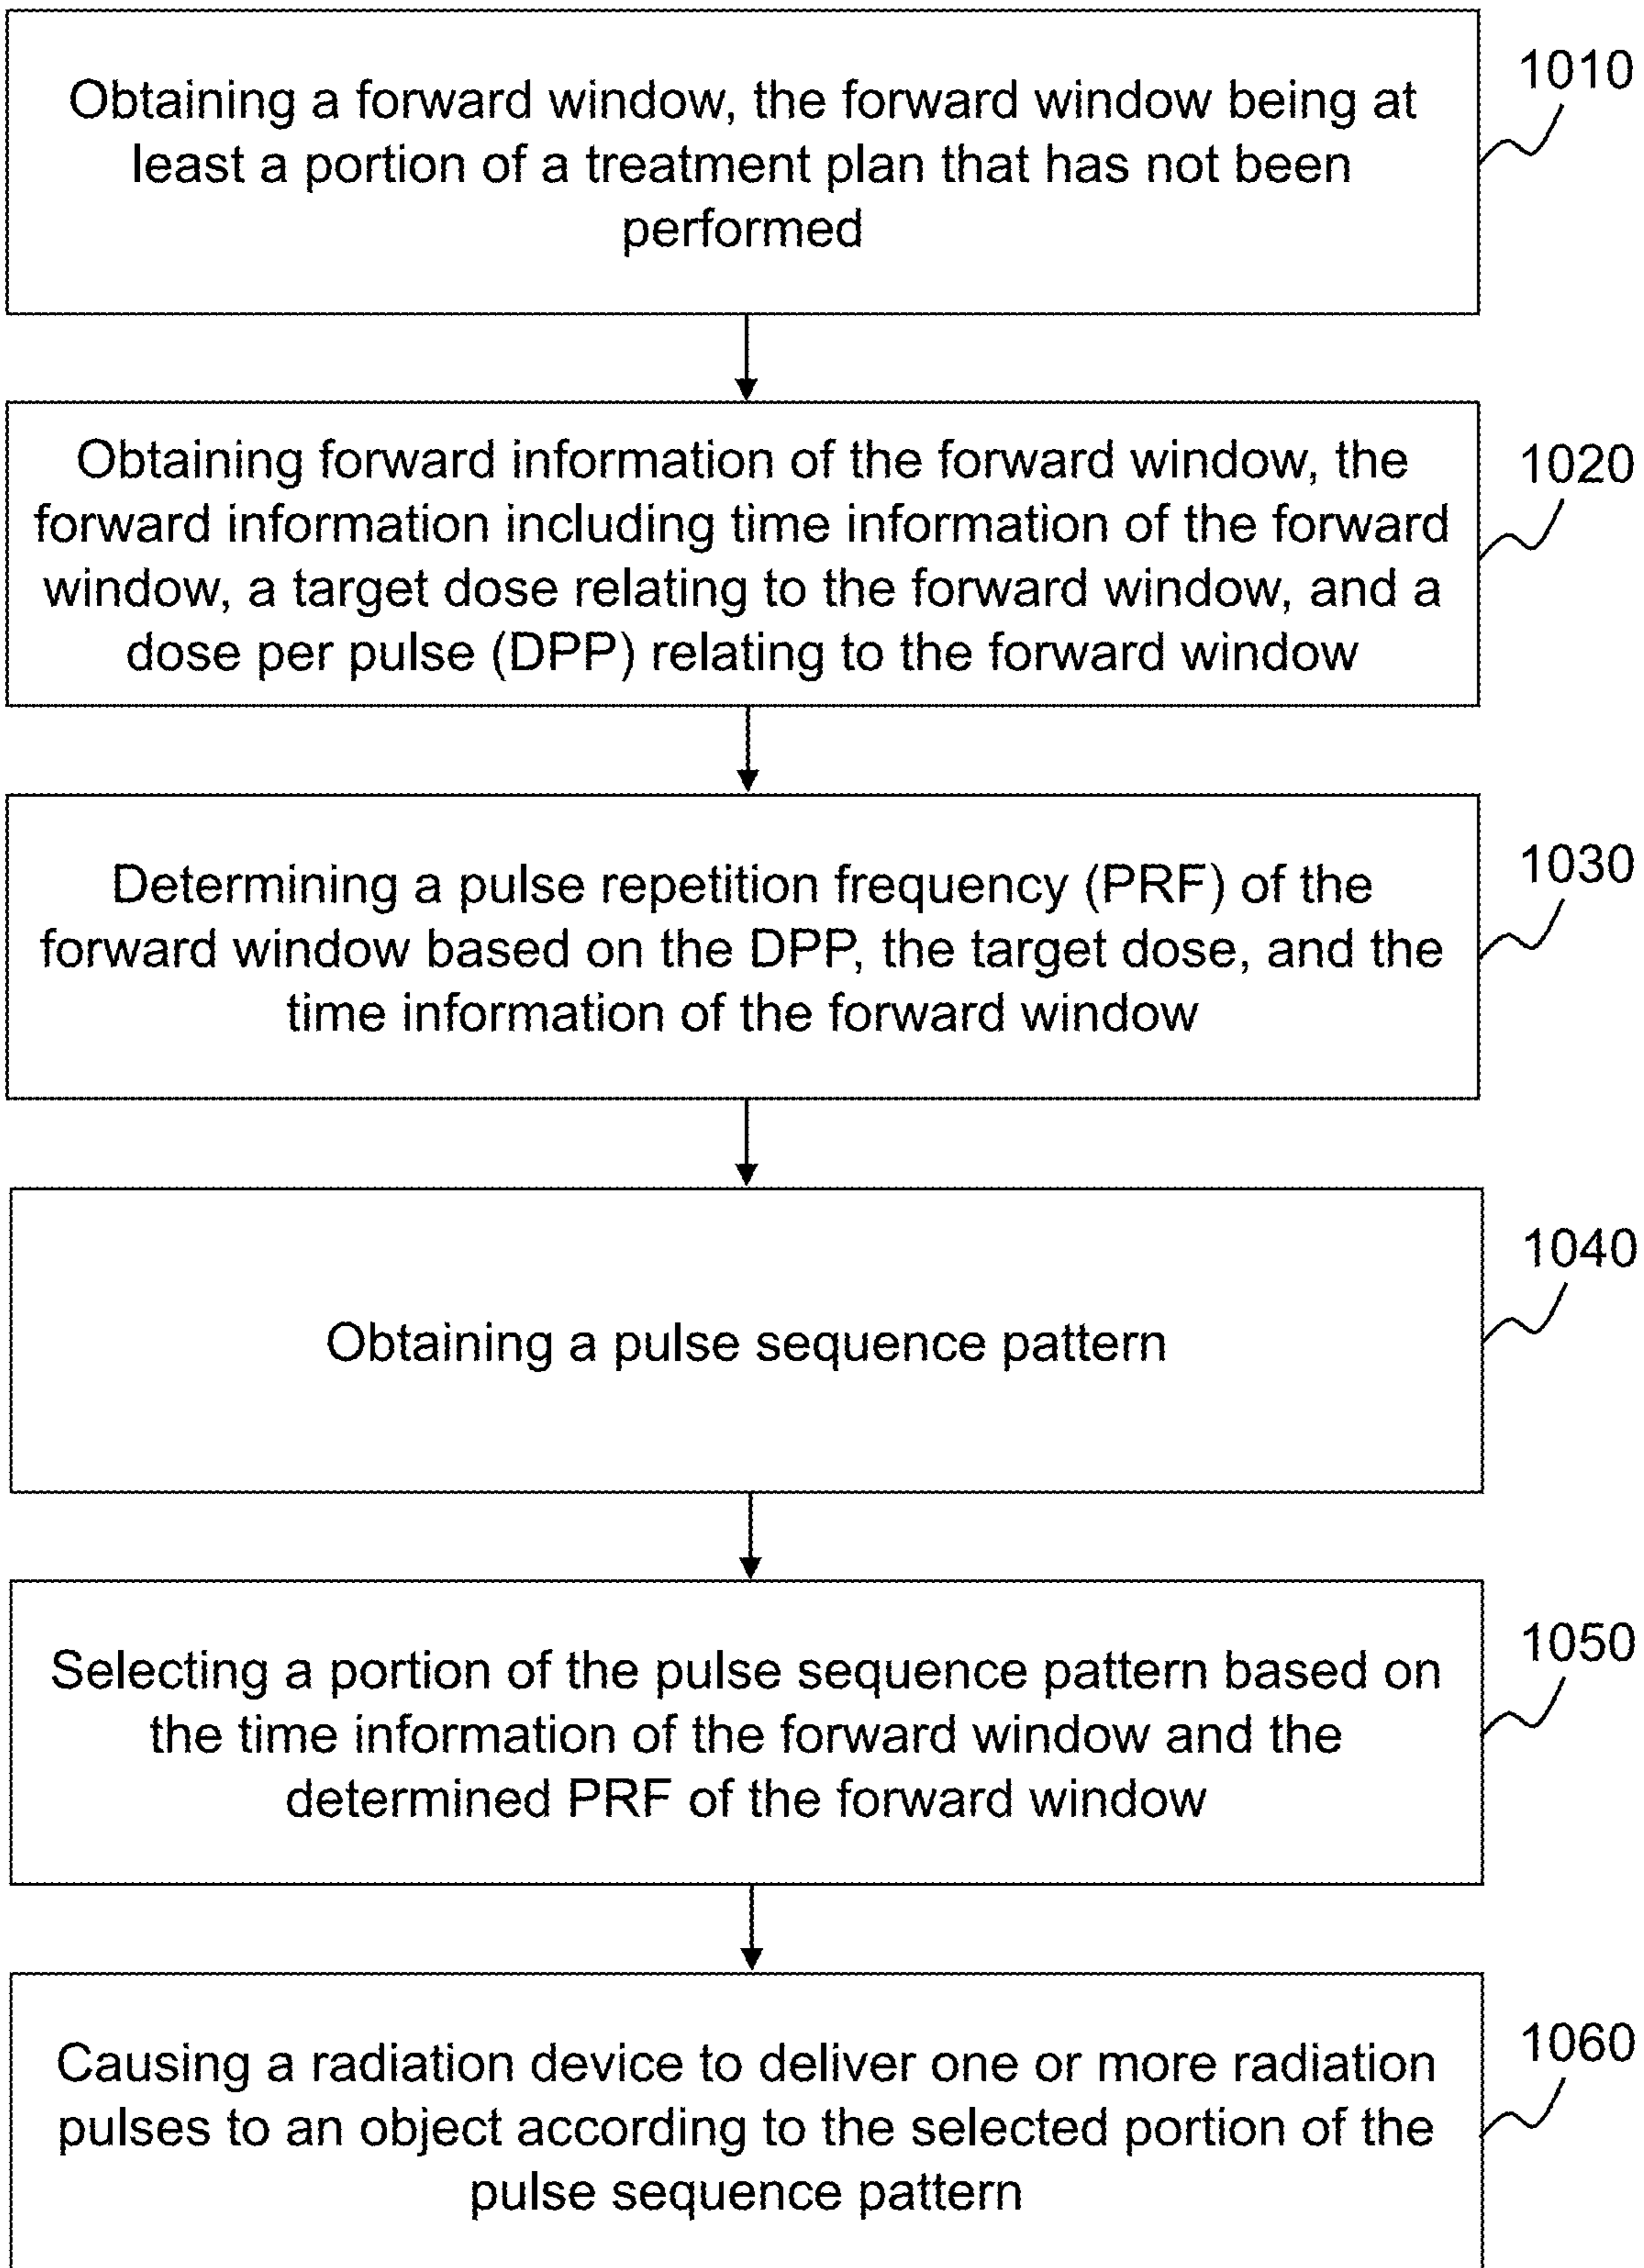 Obtaining a forward window, the forward window being at
least a portion of a treatment plan that has not been
performed
1010
Obtaining forward information of the forward window, the
forward information including time information of the forward
window, a target dose relating to the forward window, and a
dose per pulse (DPP) relating to the forward window
1020
Determining a pulse repetition frequency (PRF) of the
forward window based on the DPP, the target dose, and the
time information of the forward window
1030
Obtaining a pulse sequence pattern
1040
Selecting a portion of the pulse sequence pattern based on
the time information of the forward window and the
determined PRF of the forward window
1050
Causing a radiation device to deliver one or more radiation
pulses to an object according to the selected portion of the
pulse sequence pattern
1060